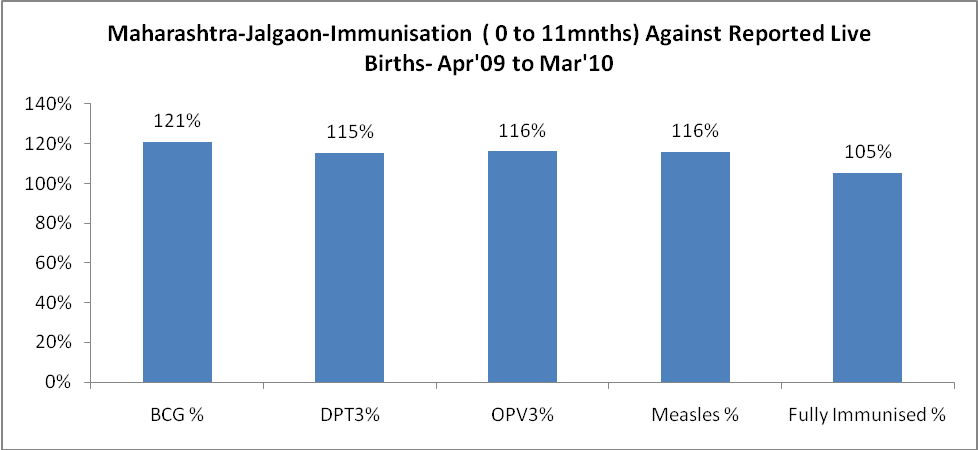 Maharashtra-Jalgaon-Immunisation ( 0 to 11mnths) Against Reported Live
Births- Apr'09 to Mar'10
140%
120%
100%
80%
60%
40%
20%
0%
121%
115%
116%
116%
105%
BCG %
DPT3%
OPV3%
Measles %
Fully Immunised %